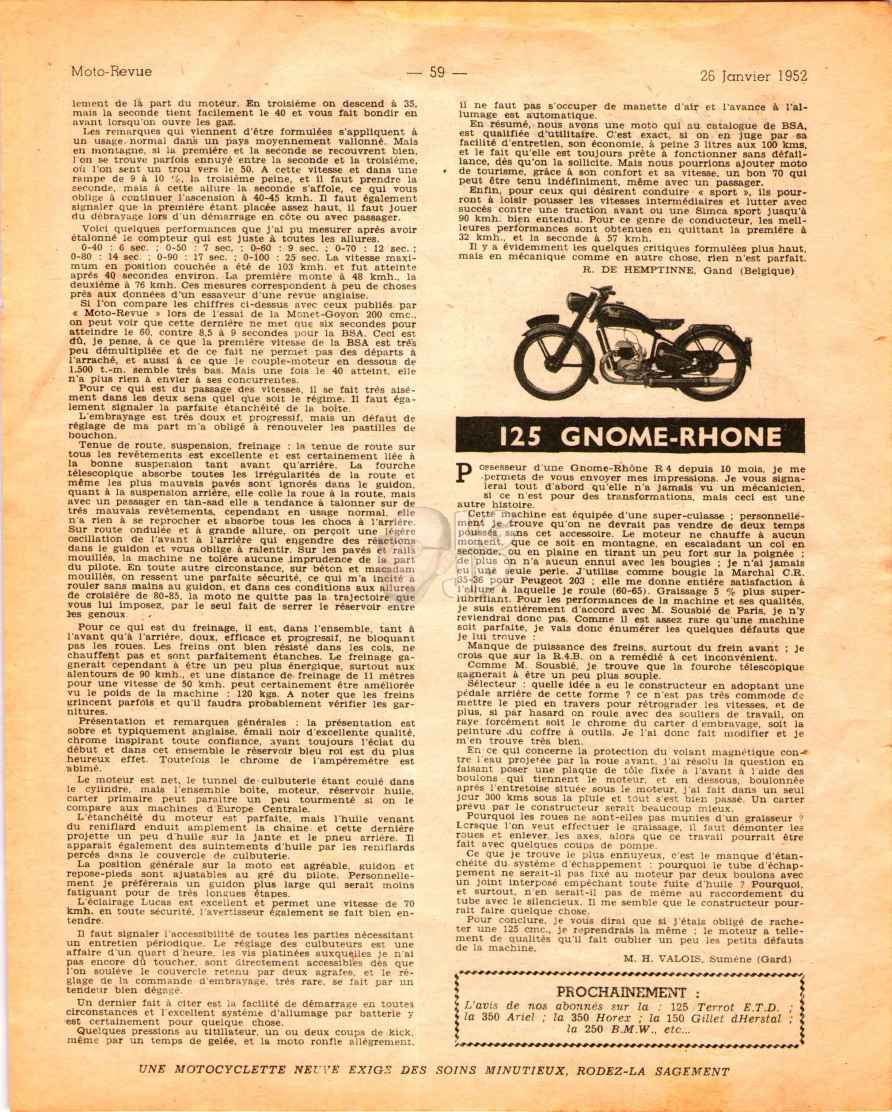 Moto-Revue
— 59 —
26 Janvier 1952
lement de là part du moteur. En troisième on descend à 35,
mais la seconde tient facilement le 40 et vous fait bondir en
avant lorsqu'on ouvre les gaz.
Les remarques qui viennent d'être formulées s'appliquent à
un usage normal dans un pays moyennement vallonné. Mais
en montagne, si la première et la seconde se recouvrent bien,
l'on se trouve parfois ennuyé entre la seconde et la troisième,
où l'on sent un trou vers le 50. A cette vitesse et dans une
rampe de 9 à 10 %, la troisième peine, et il faut prendre la
seconde, mais à cette allure la seconde s'affole, ce qui vous
oblige à continuer l'ascension à 40-45 kmh. Il faut également
signaler que la première étant placée assez haut, il faut jouer
du débrayage lors d'un démarrage en côte ou avec passager.
Voici quelques performances que j'ai pu mesurer après avoir
étalonné le compteur qui est juste à toutes les allures.
0-40 : 6 sec. ; 0-50 : 7 sec, ; 0-60 : 9 sec. ; 0-70 : 12 sec. ;
0-80 : 14 sec. ; 0-90 : 17 sec. ; 0-100 : 25 sec. La vitesse maxi-
mum en position couchée a été de 103 kmh. et fut atteinte
après 40 secondes environ. La première monte à 48 kmh., la
deuxième à 76 kmh. Ces mesures correspondent à peu de choses
près aux données d'un essayeur d'une revue anglaise.
Si l'on compare les chiffres ci-dessus avec ceux publiés par
« Moto-Revue » lors de l'essai de la Monet-Goyon 200 cmc.,
on peut voir que cette dernière ne met que six secondes pour
atteindre le 60, contre 8,5 à 9 secondes pour la BSA. Ceci est
dû, je pense, à ce que la première vitesse de la BSA est très
peu démultipliée et de ce fait ne permet pas des départs à
l'arraché, et aussi à ce que le couple-moteur en dessous de
1.500 t.-m. semble très bas. Mais une fois le 40 atteint, elle
n'a plus rien à envier à ses concurrentes.
Pour ce qui est du passage des vitesses, il se fait très aisé-
ment dans les deux sens quel que soit le régime. Il faut éga-
lement signaler la parfaite étanchéité de la boîte.
L'embrayage est très doux et progressif, mais un défaut de
réglage de ma part m'a obligé à renouveler les pastilles de
bouchon.
Tenue de route, suspension, freinage : la tenue de route sur
tous les revêtements est excellente et est certainement liée à
la bonne suspension tant avant qu'arrière. La fourche
télescopique absorbe toutes les irrégularités de la route et
même les plus mauvais pavés sont ignorés dans le guidon,
quant à la suspension arrière, elle colle la roue à la route, mais
avec un passager en tan-sad elle a tendance à talonner sur de
très mauvais revêtements, cependant en usage normal, elle
n'a rien à se reprocher et absorbe tous les chocs à l'arrière.
Sur route ondulée et à grande allure, on perçoit une légère
oscillation de l'avant à l'arrière qui engendre des réactions
dans le guidon et vous oblige à ralentir. Sur les pavés et rails
mouillés, la machine ne tolère aucune imprudence de la part
du pilote. En toute autre circonstance, sur béton et macadam
mouillés, on ressent une parfaite sécurité, ce qui m'a incité à
rouler sans mains au guidon, et dans ces conditions aux allures
de croisière de 80-85, la moto ne quitte pas la trajectoire que
vous lui imposez, par le seul fait de serrer le réservoir entre
les genoux.
Pour ce qui est du freinage, il est, dans l'ensemble, tant à
l'avant qu'à l'arrière, doux, efficace et progressif, ne bloquant
pas les roues. Les freins ont bien résisté dans les cols, ne
chauffent pas et sont parfaitement étanches. Le freinage ga-
gnerait cependant à être un peu plus énergique, surtout aux
alentours de 90 kmh., et une distance de freinage de 11 mètres
pour une vitesse de 50 kmh. peut certainement être améliorée
vu le poids de la machine : 120 kgs. A noter que les freins
grincent parfois et qu'il faudra probablement vérifier les gar-
nitures.
Présentation et remarques générales : la présentation est
sobre et typiquement anglaise, émail noir d'excellente qualité,
chrome inspirant toute confiance, ayant toujours l'éclat du
début et dans cet ensemble le réservoir bleu roi est du plus
heureux effet. Toutefois le chrome de l'ampèremètre est
abimé.
Le moteur est net, le tunnel de culbuterie étant coulé dans
le cylindre, mais l'ensemble boîte, moteur, réservoir huile,
carter primaire peut paraître un peu tourmenté si on le
compare aux machines d'Europe Centrale.
L'étanchéité du moteur est parfaite, mais l'huile venant
du reniflard enduit amplement la chaine et cette dernière
projette un peu d'huile sur la jante et le pneu arrière. Il
apparait également des suintements d'huile par les reniflards
percés dans le couvercle de culbuterie.
La position générale sur la moto est agréable, guidon et
repose-pieds sont ajustables au gré du pilote. Personnelle-
ment je préférerais un guidon plus large qui serait moins
fatiguant pour de très longues étapes.
L'éclairage Lucas est excellent et permet une vitesse de 70
kmh. en toute sécurité, l'avertisseur également se fait bien en-
tendre.
Il faut signaler l'accessibilité de toutes les parties nécessitant
un entretien périodique. Le réglage des culbuteurs est une
affaire d'un quart d'heure, les vis platinées auxquelles je n'ai
pas encore dû toucher, sont directement accessibles dès que
l'on soulève le couvercle retenu par deux agrafes, et le ré-
glage de la commande d'embrayage, très rare, se fait par un
tendeur bien dégagé.
Un dernier fait à citer est la facilité de démarrage en toutes
circonstances et l'excellent système d'allumage par batterie y
est certainement pour quelque chose.
Quelques pressions au titillateur, un ou deux coups de kick,
même par un temps de gelée, et la moto ronfle allégrement,
il ne faut pas s'occuper de manette d'air et l'avance à l'al-
lumage est automatique.
En résumé, nous avons une moto qui au catalogue de BSA,
est qualifiée d'utilitaire. C'est exact, si on en juge par sa
facilité d'entretien, son économie, à peine 3 litres aux 100 kms,
et le fait qu'elle est toujours prête à fonctionner sans défail-
lance, dès qu'on la sollicite. Mais nous pourrions ajouter moto
de tourisme, grâce à son confort et sa vitesse, un bon 70 qui
peut être tenu indéfiniment, même avec un passager.
Enfin, pour ceux qui désirent conduire « sport », ils pour-
ront à loisir pousser les vitesses intermédiaires et lutter avec
succès contre une traction avant ou une Simca sport jusqu'à
90 kmh. bien entendu. Pour ce genre de conducteur, les meil-
leures performances sont obtenues en quittant la première à
32 kmh., et la seconde à 57 kmh.
Il y a évidemment les quelques critiques formulées plus haut,
mais en mécanique comme en autre chose, rien n'est parfait.
R. DE HEMPTINNE, Gand (Belgique)
125 GNOME-RHONE
Possesseur d'une Gnome-Rhône R 4 depuis 10 mois, je me
permets de vous envoyer mes impressions. Je vous signa-
lerai tout d'abord qu'elle n'a jamais vu un mécanicien,
si ce n'est pour des transformations, mais ceci est une
autre histoire.
Cette machine est équipée d'une super-culasse ; personnelle-
ment je trouve qu'on ne devrait pas vendre de deux temps
poussés sans cet accessoire. Le moteur ne chauffe à aucun
moment, que ce soit en montagne, en escaladant un col en
seconde, ou en plaine en tirant un peu fort sur la poignée ;
de plus on n'a aucun ennui avec les bougies ; je n'ai jamais
eu une seule perle. J'utilise comme bougie la Marchal C.R.
35-36 pour Peugeot 203 ; elle me donne entière satisfaction à
l'allure à laquelle je roule (60-65). Graissage 5 % plus super-
lubrifiant. Pour les performances de la machine et ses qualités,
je suis entièrement d'accord avec M. Sousbié de Paris, je n'y
reviendrai donc pas. Comme il est assez rare qu'une machine
soit parfaite, je vais donc énumérer les quelques défauts que
je lui trouve :
Manque de puissance des freins, surtout du frein avant ; je
crois que sur la R.4.B. on a remédié à cet inconvénient.
Comme M. Sousbié, je trouve que la fourche télescopique
gagnerait à être un peu plus souple.
Sélecteur : quelle idée a eu le constructeur en adoptant une
pédale arrière de cette forme ? ce n'est pas très commode de
mettre le pied en travers pour rétrograder les vitesses, et de
plus, si par hasard on roule avec des souliers de travail, on
raye forcément soit le chrome du carter d'embrayage, soit la
peinture du coffre à outils. Je l'ai donc fait modifier et je
m'en trouve très bien.
En ce qui concerne la protection du volant magnétique con-
tre l'eau projetée par la roue avant, j'ai résolu la question en
faisant poser une plaque de tôle fixée à l'avant à l'aide des
boulons qui tiennent le moteur, et en dessous, boulonnée
après l'entretoise située sous le moteur, j'ai fait dans un seul
jour 300 kms sous la pluie et tout s'est bien passé. Un carter
prévu par le constructeur serait beaucoup mieux.
Pourquoi les roues ne sont-elles pas munies d'un graisseur ?
Lorsque l'on veut effectuer le graissage, il faut démonter les
roues et enlever les axes, alors que ce travail pourrait être
fait avec quelques coups de pompe.
Ce que je trouve le plus ennuyeux, c'est le manque d'étan-
chéité du système d'échappement : pourquoi le tube d'échap-
pement ne serait-il pas fixé au moteur par deux boulons avec
un joint interposé empêchant toute fuite d'huile ? Pourquoi,
et surtout, n'en serait-il pas de même au raccordement du
tube avec le silencieux. Il me semble que le constructeur pour-
rait faire quelque chose.
Pour conclure, je vous dirai que si j'étais obligé de rache-
ter une 125 cmc., je reprendrais la même ; le moteur a telle-
ment de qualités qu'il fait oublier un peu les petits défauts
de la machine.
M. H. VALOIS, Sumène (Gard)
PROCHAINEMENT :
L'avis de nos abonnés sur la : 125 Terrot E.T.D. ;
la 350 Ariel ; la 350 Horex ; la 150 Gillet dHerstal ;
la 250 B.M.W., etc...
UNE MOTOCYCLETTE NEUVE EXIGE DES SOINS MINUTIEUX, RODEZ-LA SAGEMENT